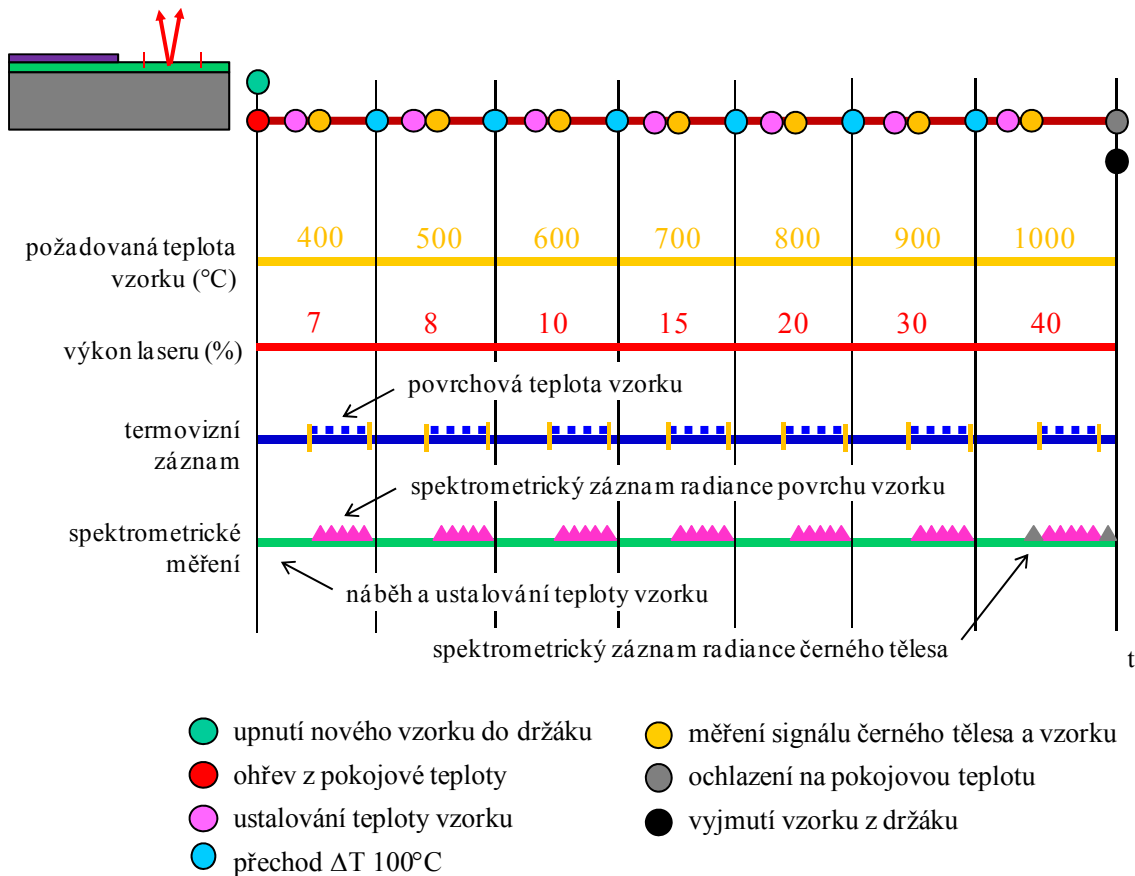 400 500 600 700 800 900 1000
požadovaná teplota
vzorku (°C)
7 8 10 15 20 30 40
výkon laseru (%)
povrchová teplota vzorku
termovizní
záznam
spektrometrický záznam radiance povrchu vzorku
spektrometrické
měření
náběh a ustalování teploty vzorku
spektrometrický záznam radiance černého tělesa
t
upnutí nového vzorku do držáku
ohřev z pokojové teploty
ustalování teploty vzorku
přechod ΔT 100°C
měření signálu černého tělesa a vzorku
ochlazení na pokojovou teplotu
vyjmutí vzorku z držáku